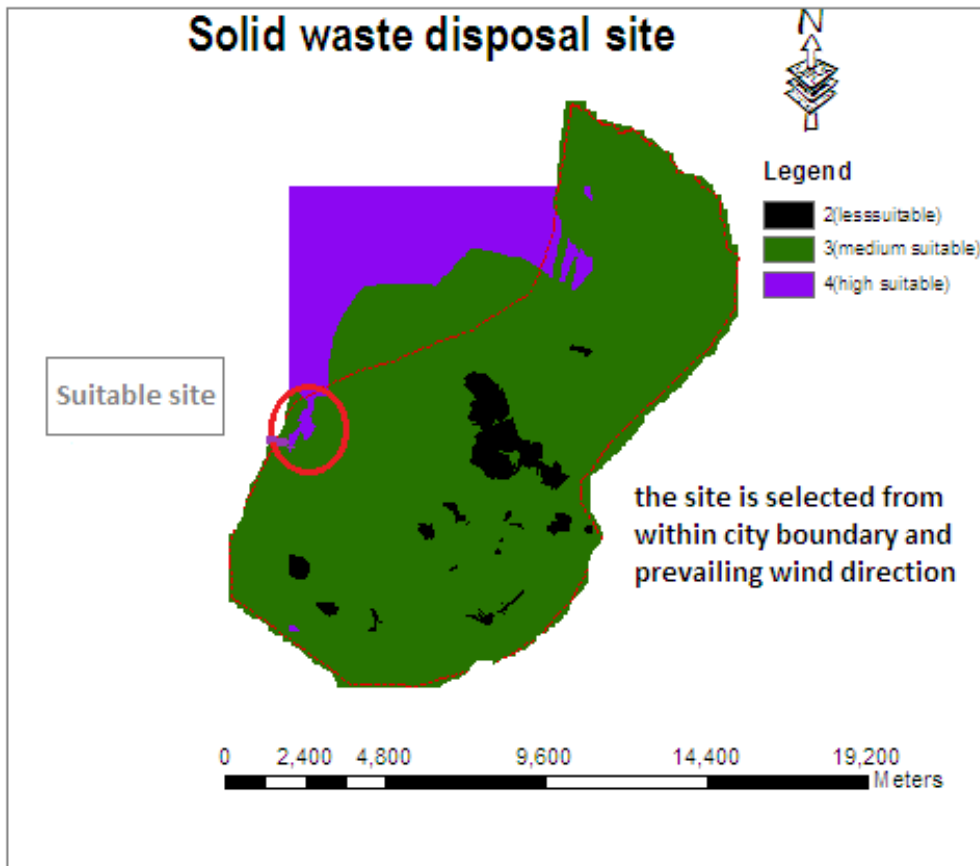 Solid waste disposal site
N
Legend
2(lesssuitable)
3(medium suitable)
4(high suitable)
Suitable site
the site is selected from
within city boundary and
prevailing wind direction
0 2,400 4,800 9,600 14,400 19,200
Meters